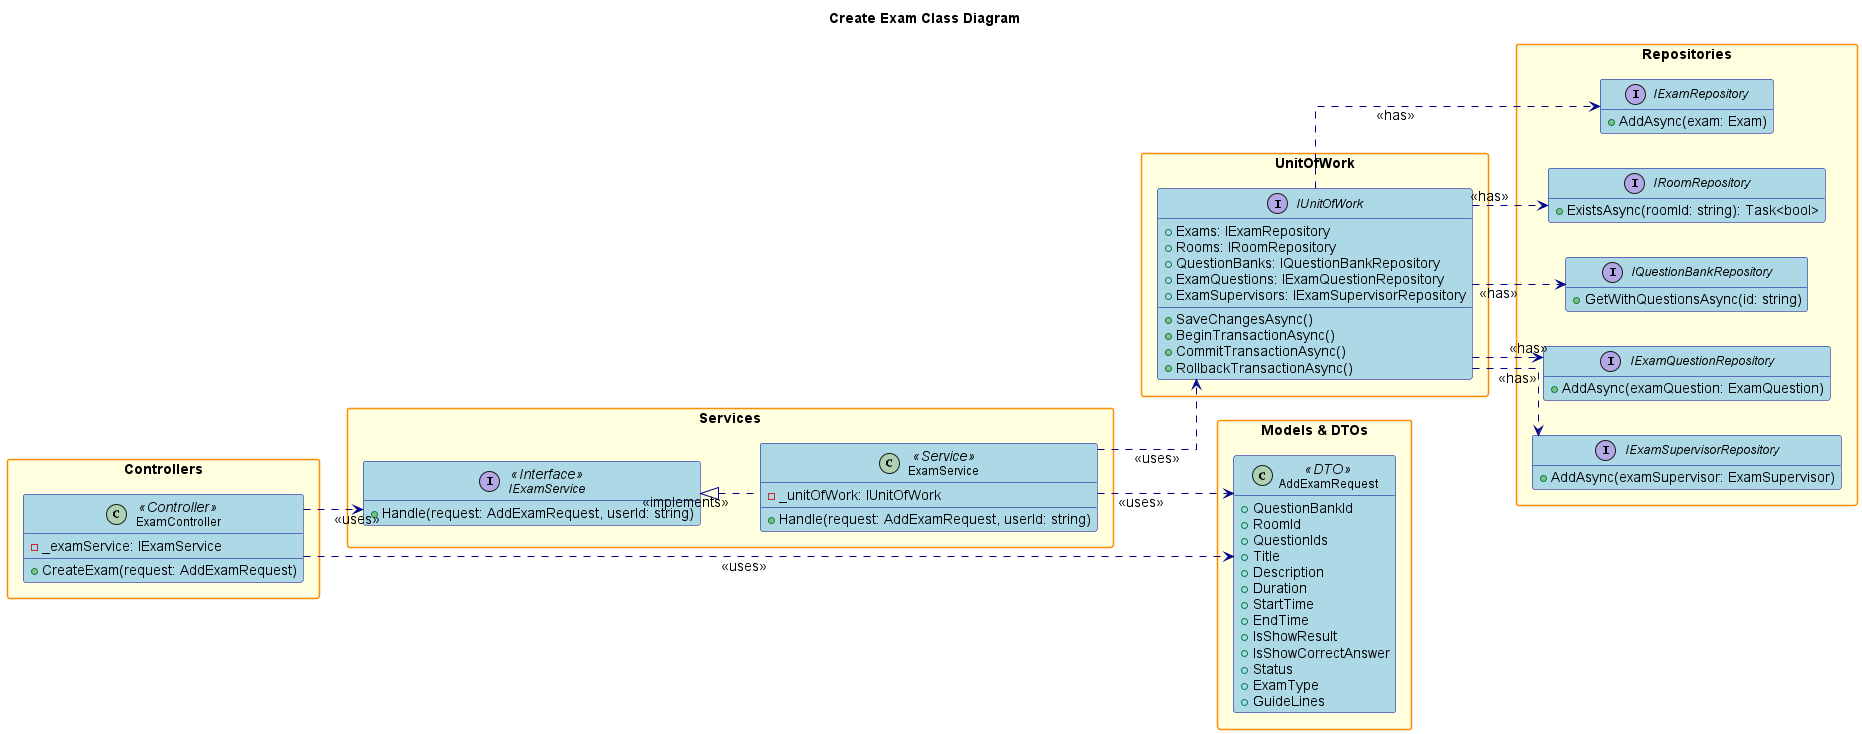 Create Exam Class Diagram
Controllers
C
«Controller»
ExamController
_examService: IExamService
CreateExam(request: AddExamRequest)
«uses»
«uses»
Services
I
«Interface»
IExamService
Handle(request: AddExamRequest, userId: string)
«implements»
C
«Service»
ExamService
_unitOfWork: IUnitOfWork
Handle(request: AddExamRequest, userId: string)
«uses»
«uses»
UnitOfWork
I
IUnitOfWork
Exams: IExamRepository
Rooms: IRoomRepository
QuestionBanks: IQuestionBankRepository
ExamQuestions: IExamQuestionRepository
ExamSupervisors: IExamSupervisorRepository
SaveChangesAsync()
BeginTransactionAsync()
CommitTransactionAsync()
RollbackTransactionAsync()
«has»
«has»
«has»
«has»
«has»
Models & DTOs
C
«DTO»
AddExamRequest
QuestionBankId
RoomId
QuestionIds
Title
Description
Duration
StartTime
EndTime
IsShowResult
IsShowCorrectAnswer
Status
ExamType
GuideLines
Repositories
I
IExamRepository
AddAsync(exam: Exam)
I
IRoomRepository
ExistsAsync(roomId: string): Task<bool>
I
IQuestionBankRepository
GetWithQuestionsAsync(id: string)
I
IExamQuestionRepository
AddAsync(examQuestion: ExamQuestion)
I
IExamSupervisorRepository
AddAsync(examSupervisor: ExamSupervisor)